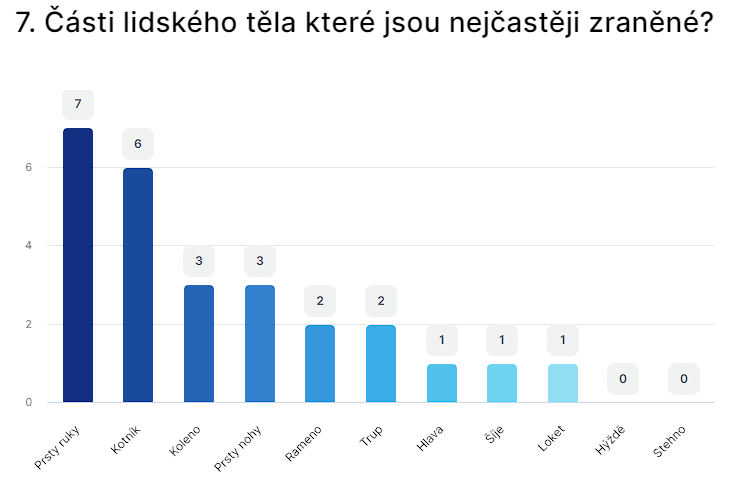 7. Části lidského těla které jsou nejčastěji zraněné?
7
6
3
3
2
2
1
1
1
0
0
6
4
2
0
Prsty ruky
Kotník
Koleno
Prsty nohy
Rameno
Trup
Hlava
Šíje
Loket
Hýždě
Stehno